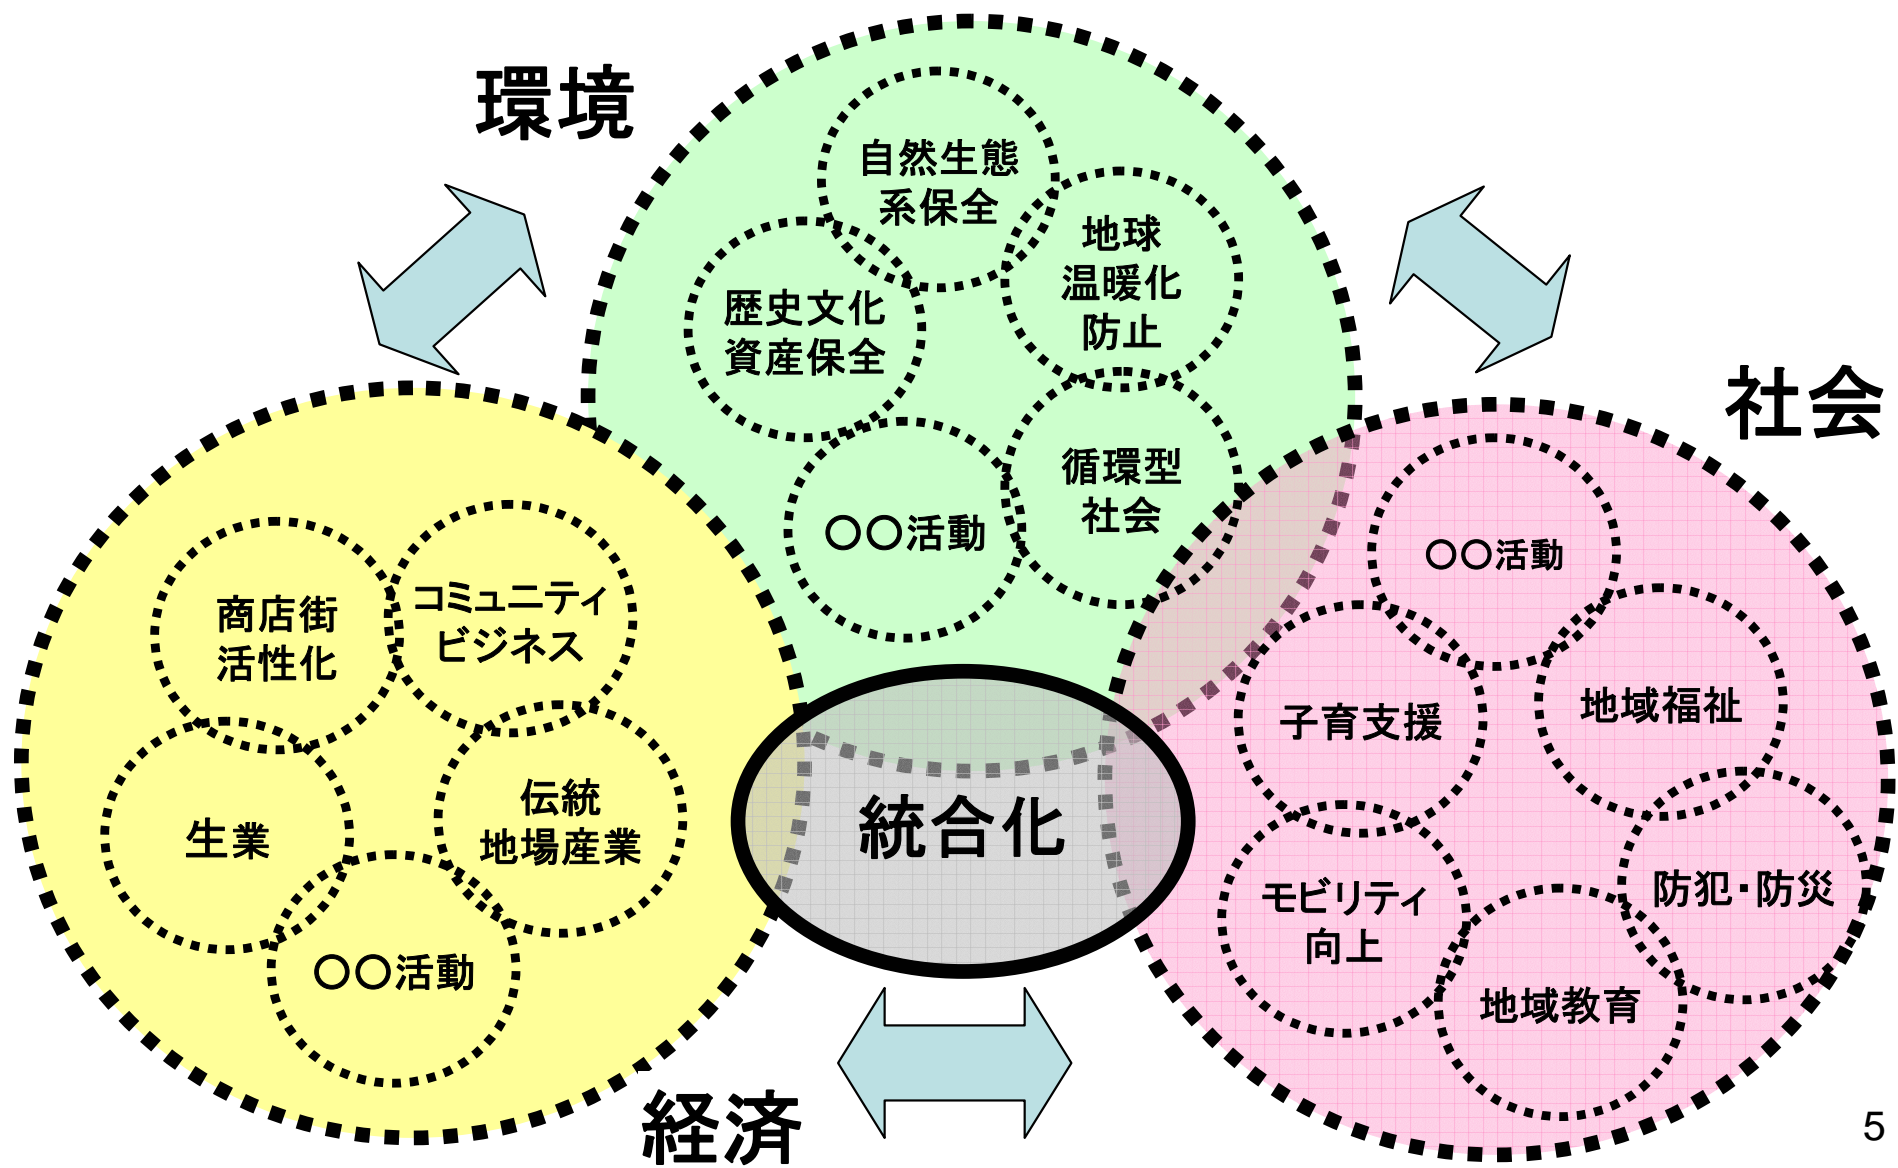 環境
自然生態
系保全
地球
温暖化
防止
歴史文化
資産保全
循環型
社会
〇〇活動
社会
〇〇活動
子育支援
地域福祉
モビリティ
向上
防犯・防災
地域教育
商店街
活性化
コミュニティ
ビジネス
生業
伝統
地場産業
〇〇活動
統合化
経済
5